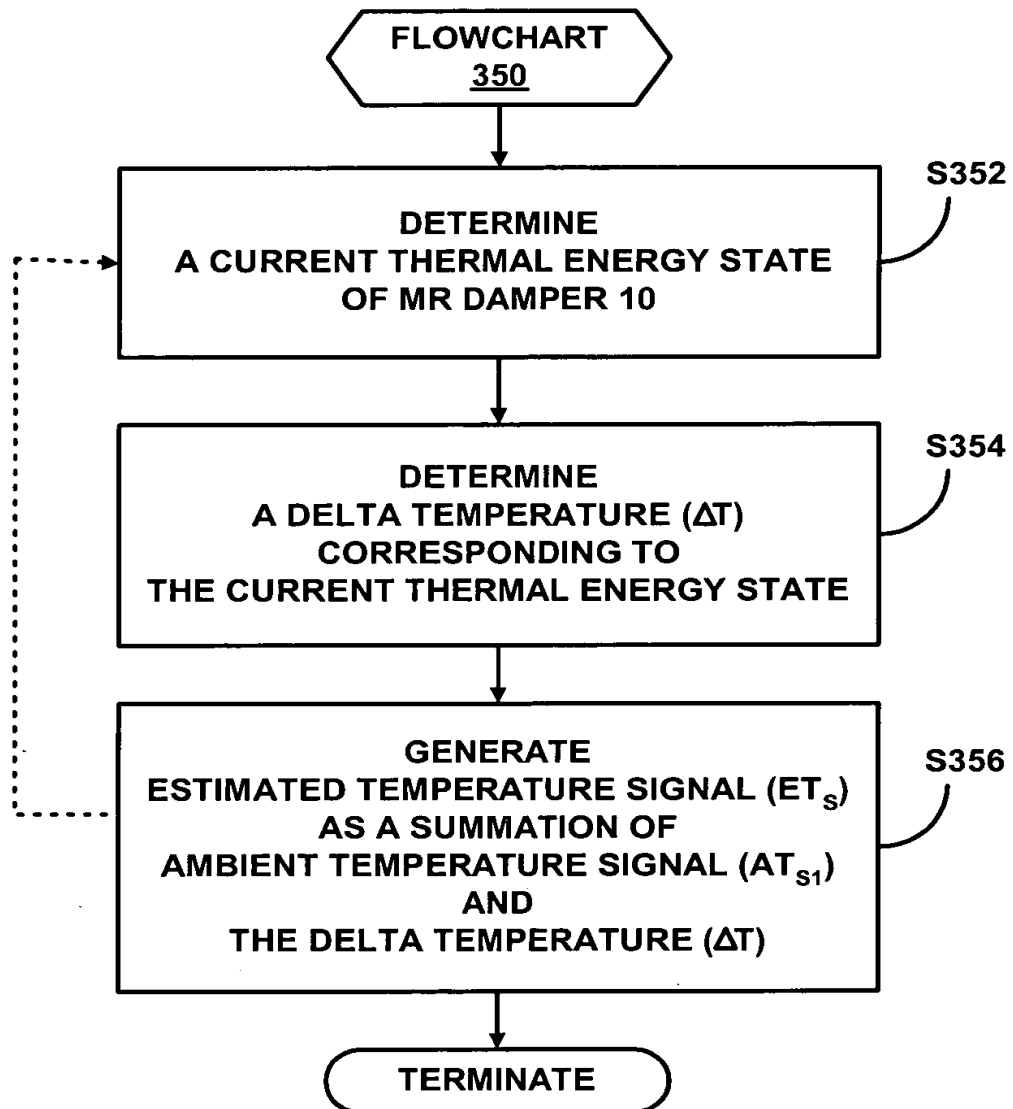 FLOWCHART
350
S352
DETERMINE
A CURRENT THERMAL ENERGY STATE
OF MR DAMPER 10
S354
DETERMINE
A DELTA TEMPERATURE (ΔT)
CORRESPONDING TO
THE CURRENT THERMAL ENERGY STATE
S356
GENERATE
ESTIMATED TEMPERATURE SIGNAL (ET_S)
AS A SUMMATION OF
AMBIENT TEMPERATURE SIGNAL (AT_S1)
AND
THE DELTA TEMPERATURE (ΔT)
TERMINATE